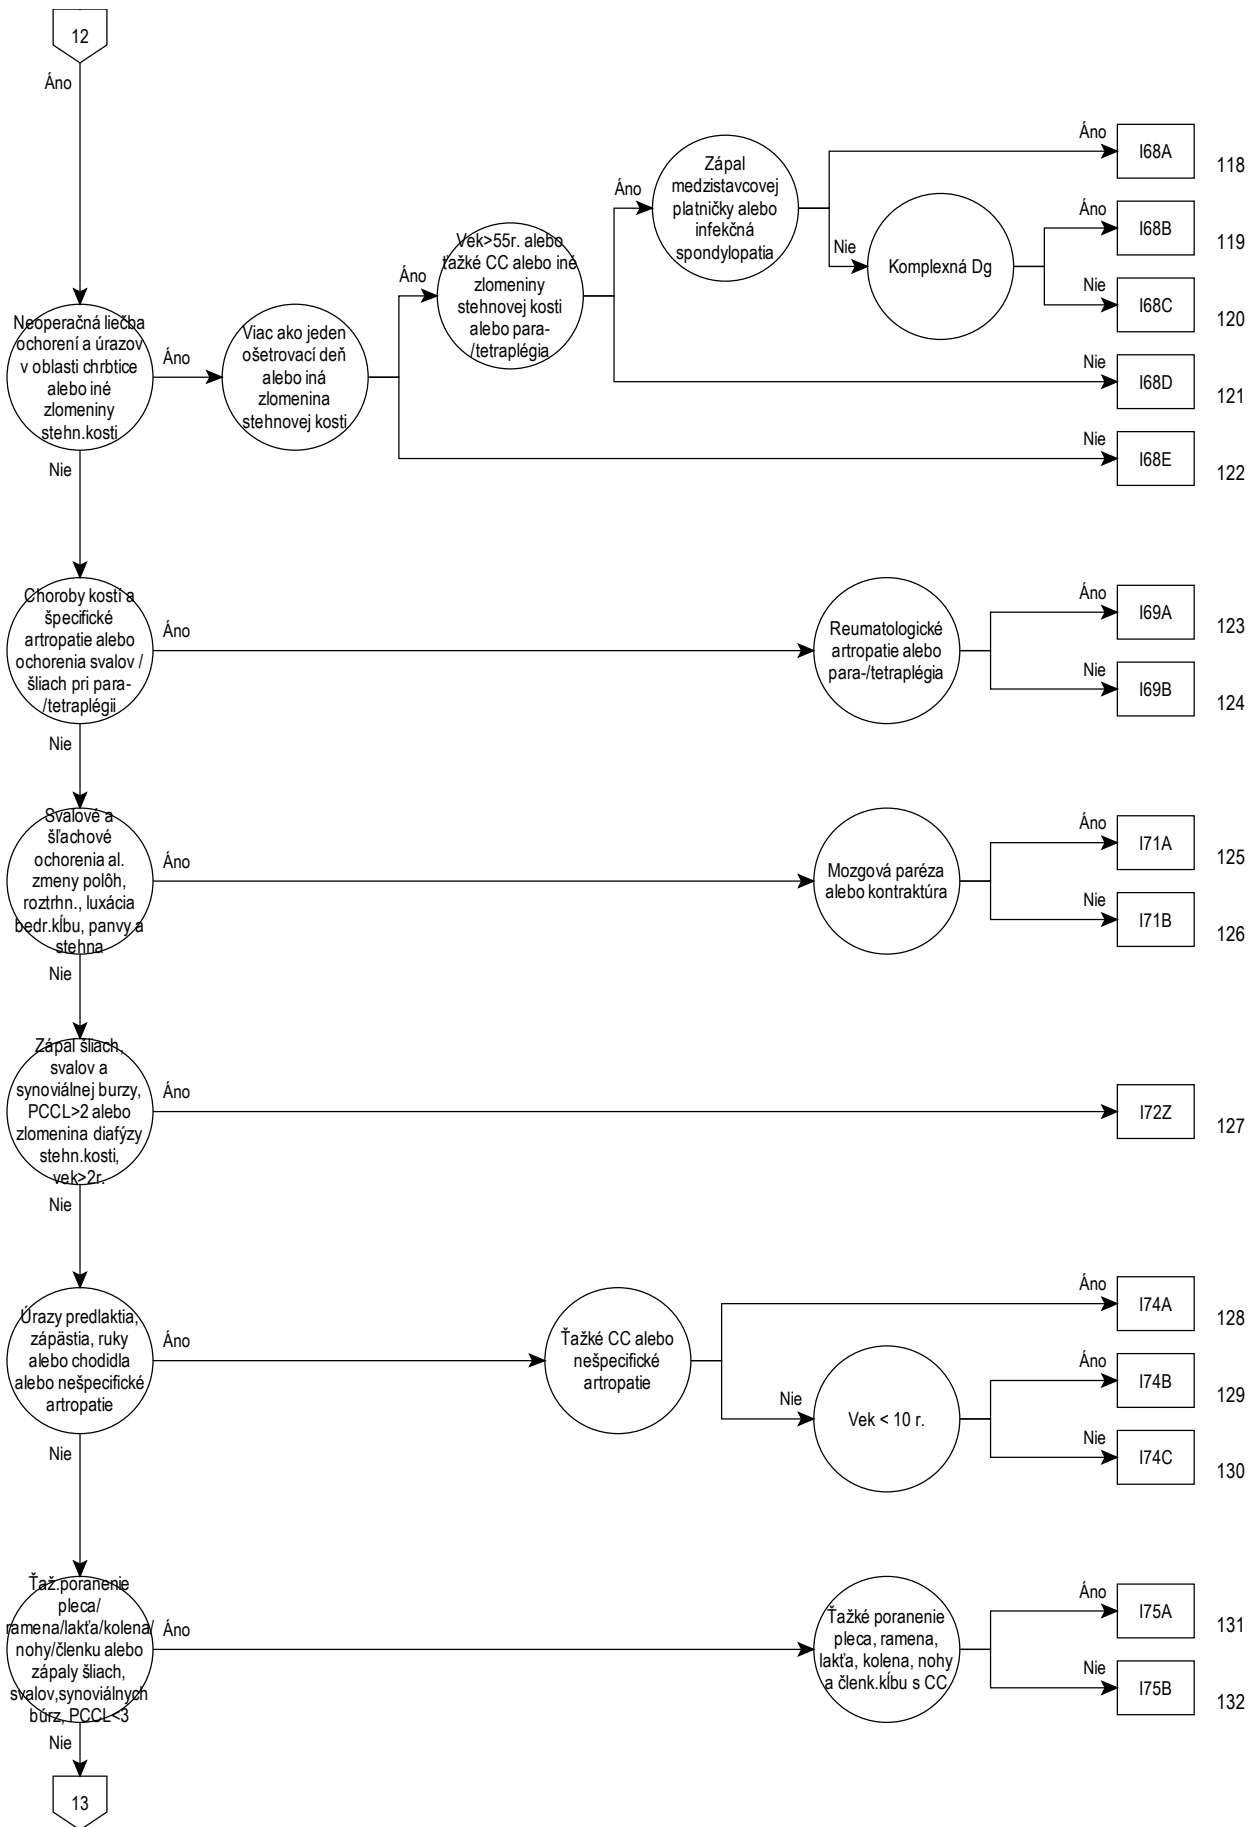 12
Áno
Neoperačná liečba
ochorení a úrazov
v oblasti chrbtice
alebo iné
zlomeniny
stehn.kosti
Áno
Viac ako jeden
ošetrovací deň
alebo iná
zlomenina
stehnovej kosti
Áno
Vek>55r. alebo
ťažké CC alebo iné
zlomeniny
stehnovej kosti
alebo para-
/tetraplégia
Áno
Zápal
medzistavcovej
platničky alebo
infekčná
spondylopatia
Áno
I68A
118
Nie
Komplexná Dg
Áno
I68B
119
Nie
I68C
120
Nie
I68D
121
Nie
I68E
122
Nie
Choroby kostí a
špecifické
artropatie alebo
ochorenia svalov /
šliach pri para-
/tetraplégii
Áno
Reumatologické
artropatie alebo
para-/tetraplégia
Áno
I69A
123
Nie
I69B
124
Nie
Svalové a
šľachové
ochorenia al.
zmeny polôh,
roztrhn., luxácia
bedr.kĺbu, panvy a
stehna
Áno
Mozgová paréza
alebo kontraktúra
Áno
I71A
125
Nie
I71B
126
Nie
Zápal šliach,
svalov a
synoviálnej burzy,
PCCL>2 alebo
zlomenina diafýzy
stehn.kosti,
vek>2r.
Áno
I72Z
127
Nie
Úrazy predlaktia,
zápästia, ruky
alebo chodidla
alebo nešpecifické
artropatie
Áno
Ťažké CC alebo
nešpecifické
artropatie
Áno
I74A
128
Nie
Vek < 10 r.
Áno
I74B
129
Nie
I74C
130
Nie
Ťaž.poranenie
pleca/
ramena/lakťa/kolena/
nohy/členku alebo
zápaly šliach,
svalov,synoviálnych
búrz, PCCL<3
Áno
Ťažké poranenie
pleca, ramena,
lakťa, kolena, nohy
a členk.kĺbu s CC
Áno
I75A
131
Nie
I75B
132
Nie
13